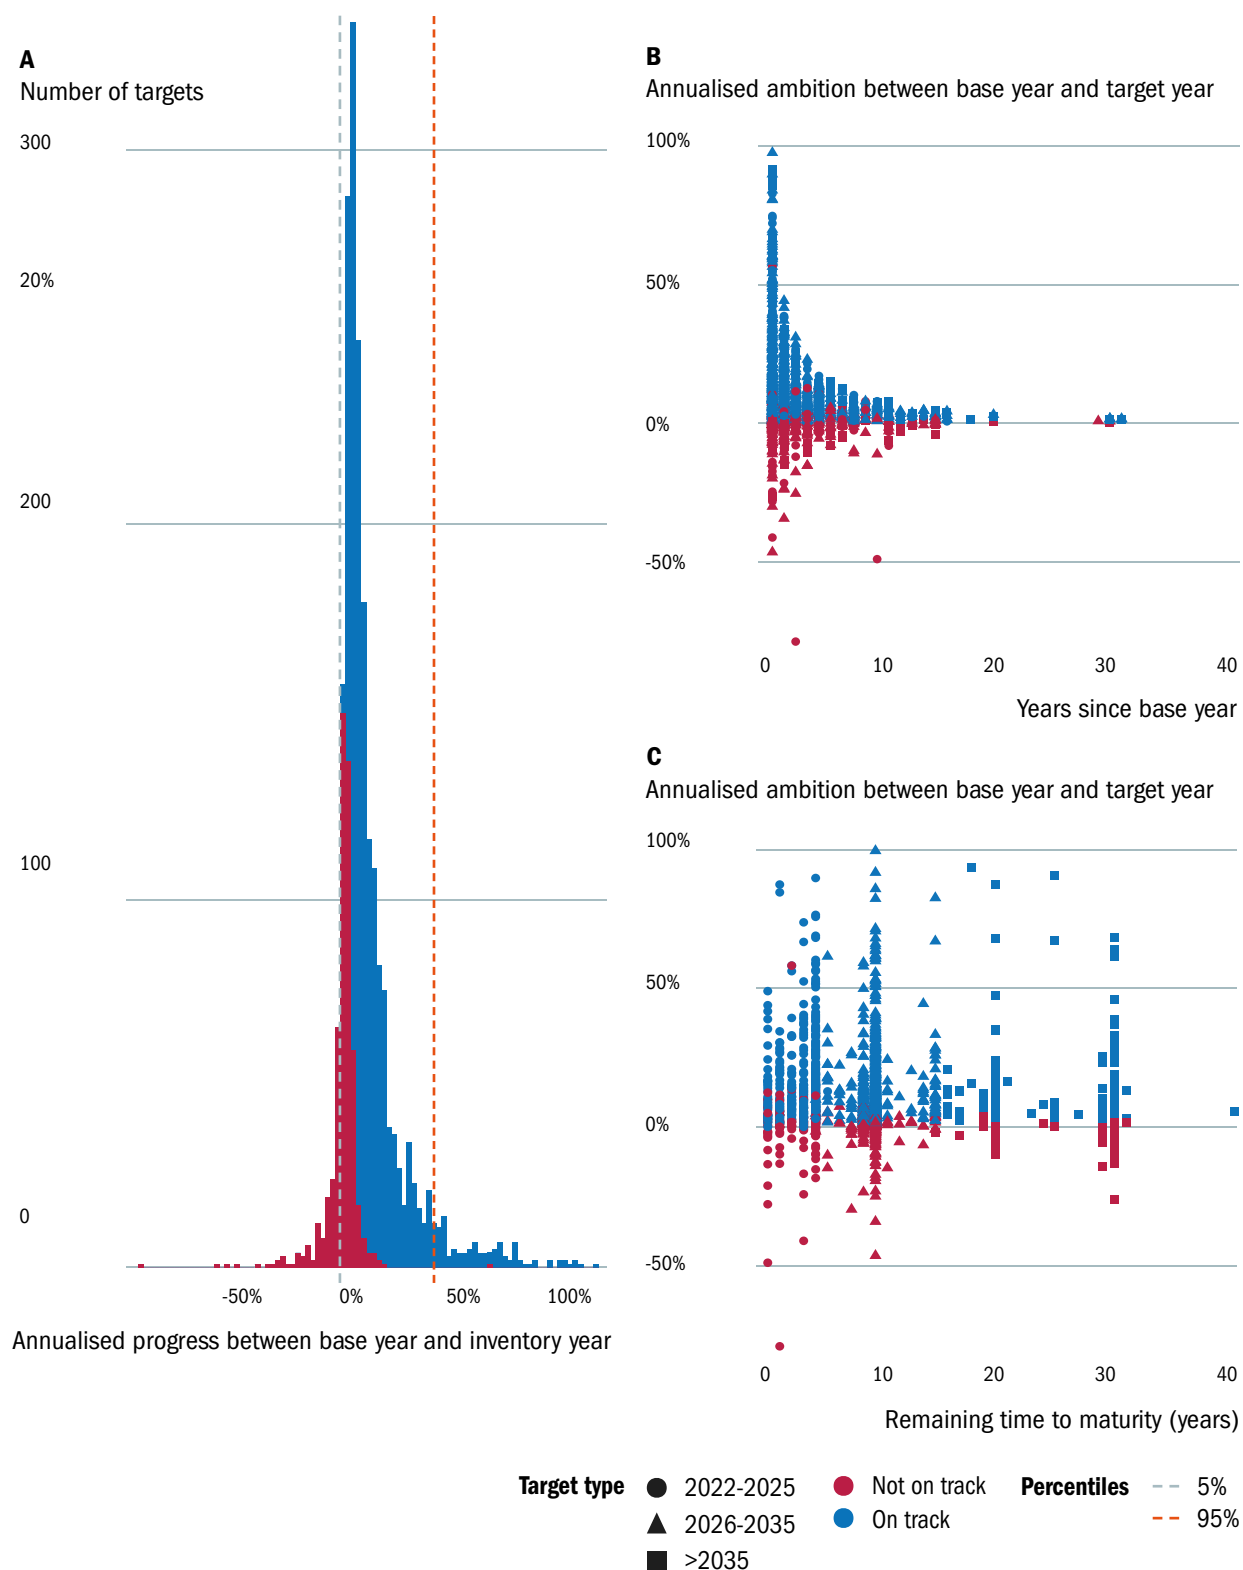 A
Number of targets
300
20%
200
100
0
-50% 0% 50% 100%
Annualised progress between base year and inventory year
B
Annualised ambition between base year and target year
100%
50%
0%
-50%
0 10 20 30 40
Years since base year
C
Annualised ambition between base year and target year
100%
50%
0%
-50%
0 10 20 30 40
Remaining time to maturity (years)
Target type 2022-2025 Not on track Percentiles 5%
2026-2035 On track 95%
>2035